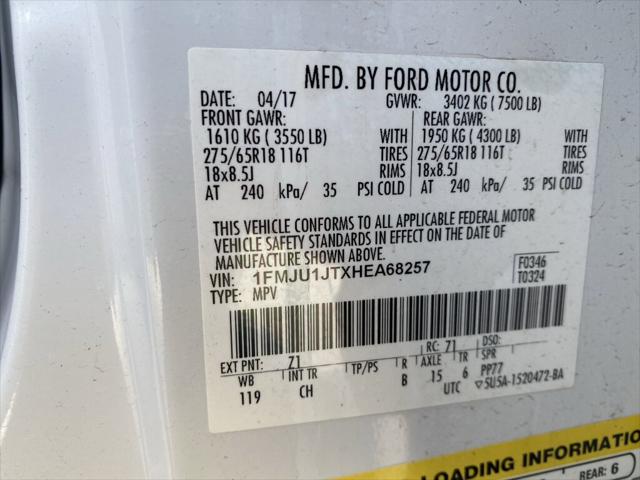 MFD. BY FORD MOTOR CO.
DATE: 04/17 GVWR: 3402 KG ( 7500 LB)
FRONT GAWR: REAR GAWR:
1610 KG ( 3550 LB) WITH 1950 KG ( 4300 LB) WITH
275/65R18 116T TIRES 275/65R18 116T TIRES
18x8.5J RIMS 18x8.5J RIMS
AT 240 kPa/ 35 PSI COLD AT 240 kPa/ 35 PSI COLD
THIS VEHICLE CONFORMS TO ALL APPLICABLE FEDERAL MOTOR
VEHICLE SAFETY STANDARDS IN EFFECT ON THE DATE OF
MANUFACTURE SHOWN ABOVE.
VIN: 1FMJU1JTXHEA68257 F0346
TYPE: MPV T0324
EXT PNT: Z1 RC: 71 DSO:
WB INT TR TP/PS R AXLE TR SPR
119 CH B 15 6 PP77
UTC ▽5U5A-1520472-BA
LOADING INFORMATIO
REAR: 6